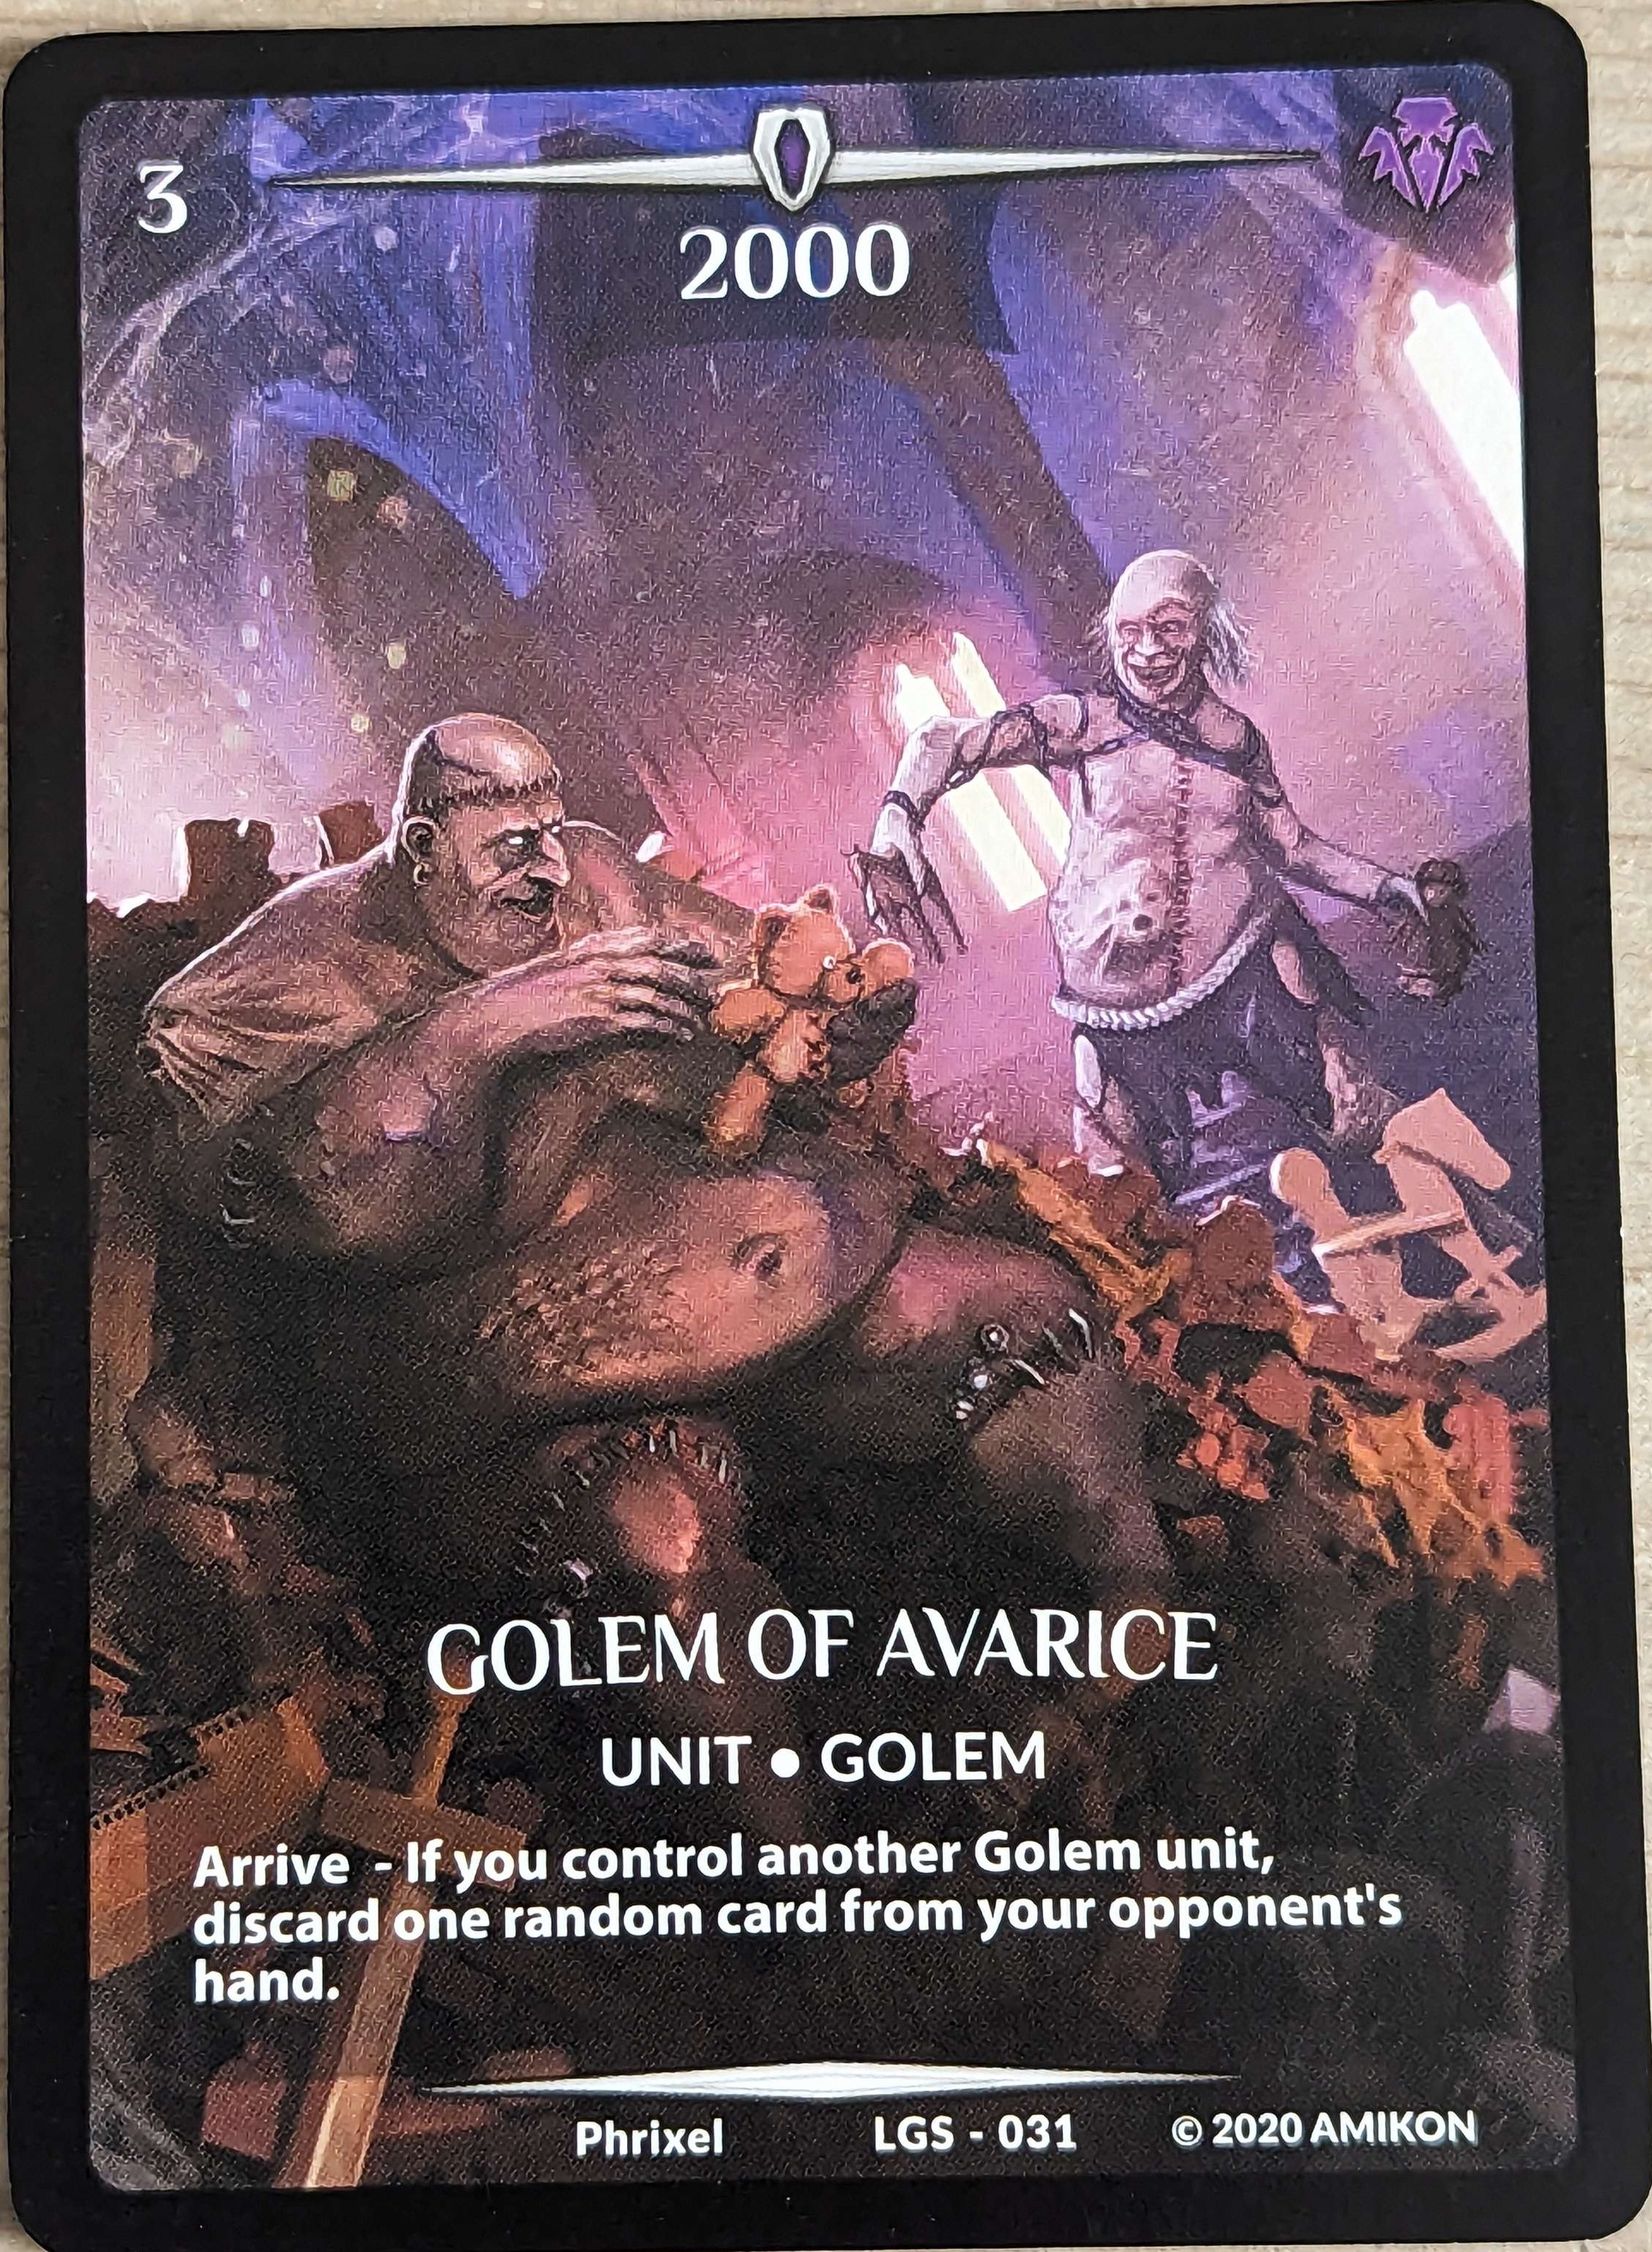 3
2000
GOLEM OF AVARICE
UNIT • GOLEM
Arrive - If you control another Golem unit,
discard one random card from your opponent's
hand.
Phrixel LGS - 031 © 2020 AMIKON